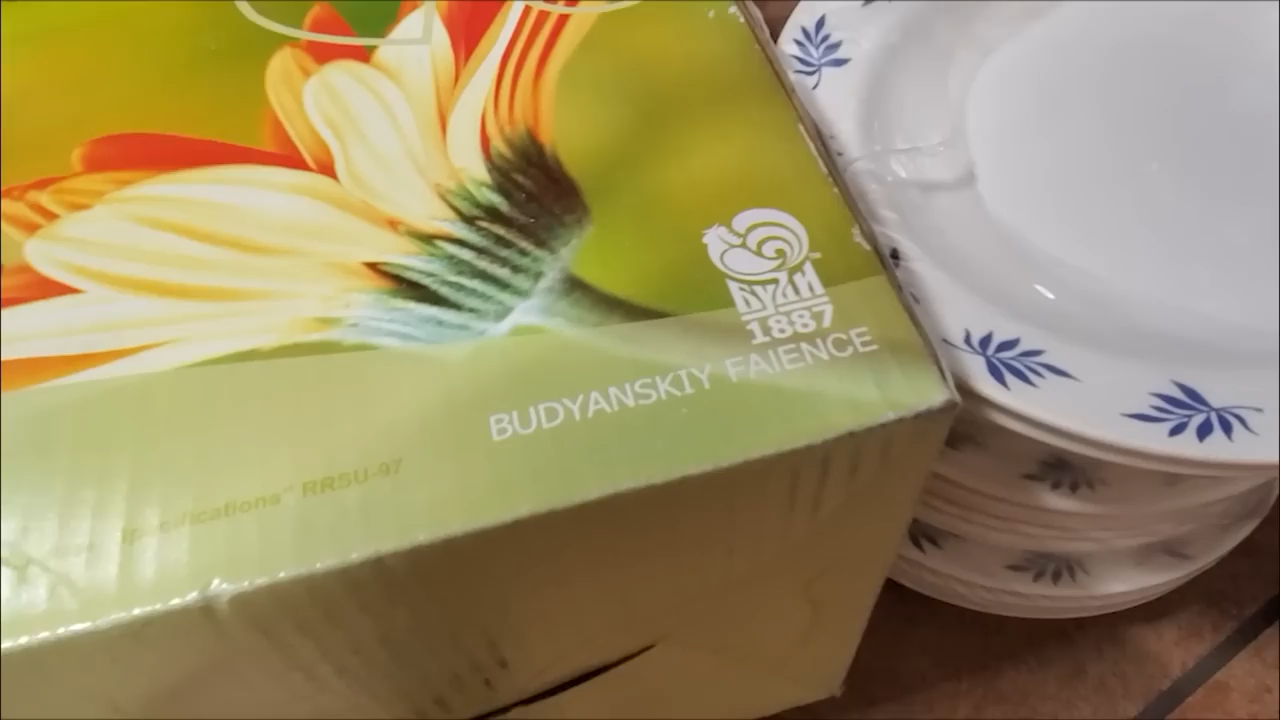 Буди
1887
BUDYANSKIY FAIENCE
specifications" RRSU-97